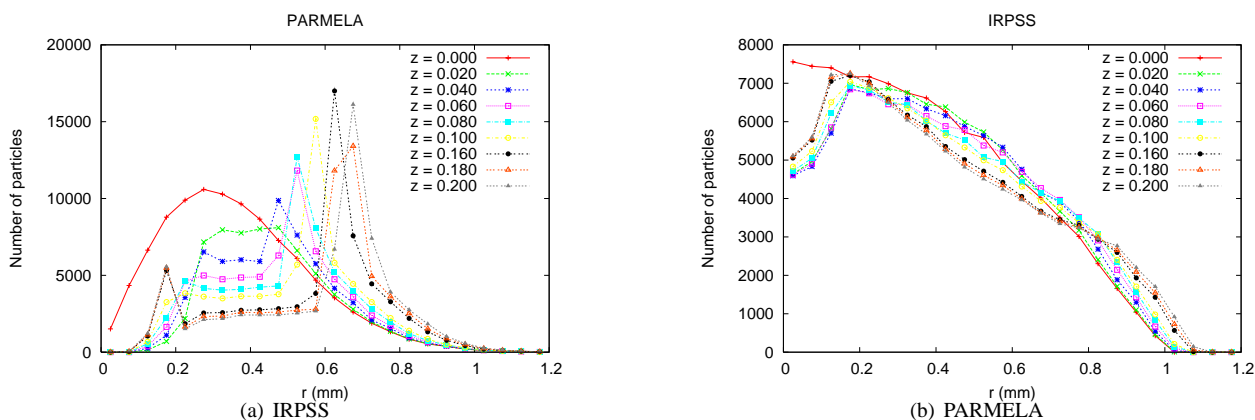 PARMELA
20000
15000
10000
5000
0
Number of particles
z = 0.000
z = 0.020
z = 0.040
z = 0.060
z = 0.080
z = 0.100
z = 0.160
z = 0.180
z = 0.200
0 0.2 0.4 0.6 0.8 1 1.2
r (mm)
(a) IRPSS
IRPSS
8000
7000
6000
5000
4000
3000
2000
1000
0
Number of particles
z = 0.000
z = 0.020
z = 0.040
z = 0.060
z = 0.080
z = 0.100
z = 0.160
z = 0.180
z = 0.200
0 0.2 0.4 0.6 0.8 1 1.2
r (mm)
(b) PARMELA